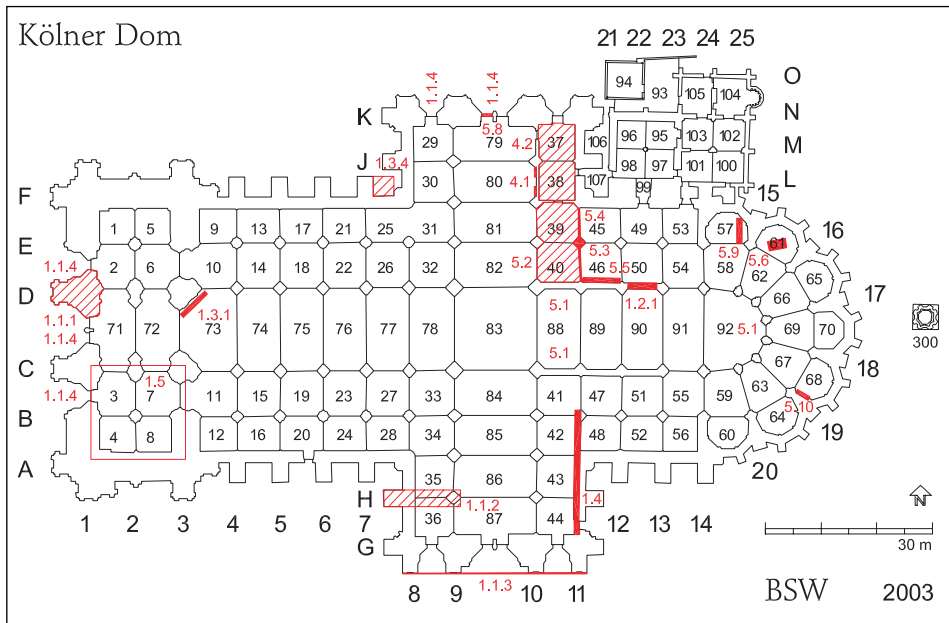 Kölner Dom
21 22 23 24 25
94 93 105 104 O
1.1.4 1.1.4
N
K 5.8
29 79 4.2 37 106 96 95 103 102
M
J 1.3.4 98 97 101 100
30 80 4.1 38 107 99 L
F 15
1 5 9 13 17 21 25 31 81 39 5.4 45 49 53 57 61 16
E 5.3 5.9 5.6
1.1.4 2 6 10 14 18 22 26 32 82 5.2 40 46 5.5 50 54 58 62 65
D 17
1.1.1 1.3.1 5.1 1.2.1 66
1.1.4 71 72 73 74 75 76 77 78 83 88 89 90 91 92 5.1 69 70
5.1 300
C 67 18
1.1.4 1.5 68
3 7 11 15 19 23 27 33 84 41 47 51 55 59 63 5.10
B 64 19
4 8 12 16 20 24 28 34 85 42 48 52 56 60
A 20
35 86 43
H 1.1.2 1.4 N
1 2 3 4 5 6 7 36 87 44 12 13 14
G 30 m
1.1.3
8 9 10 11 BSW 2003